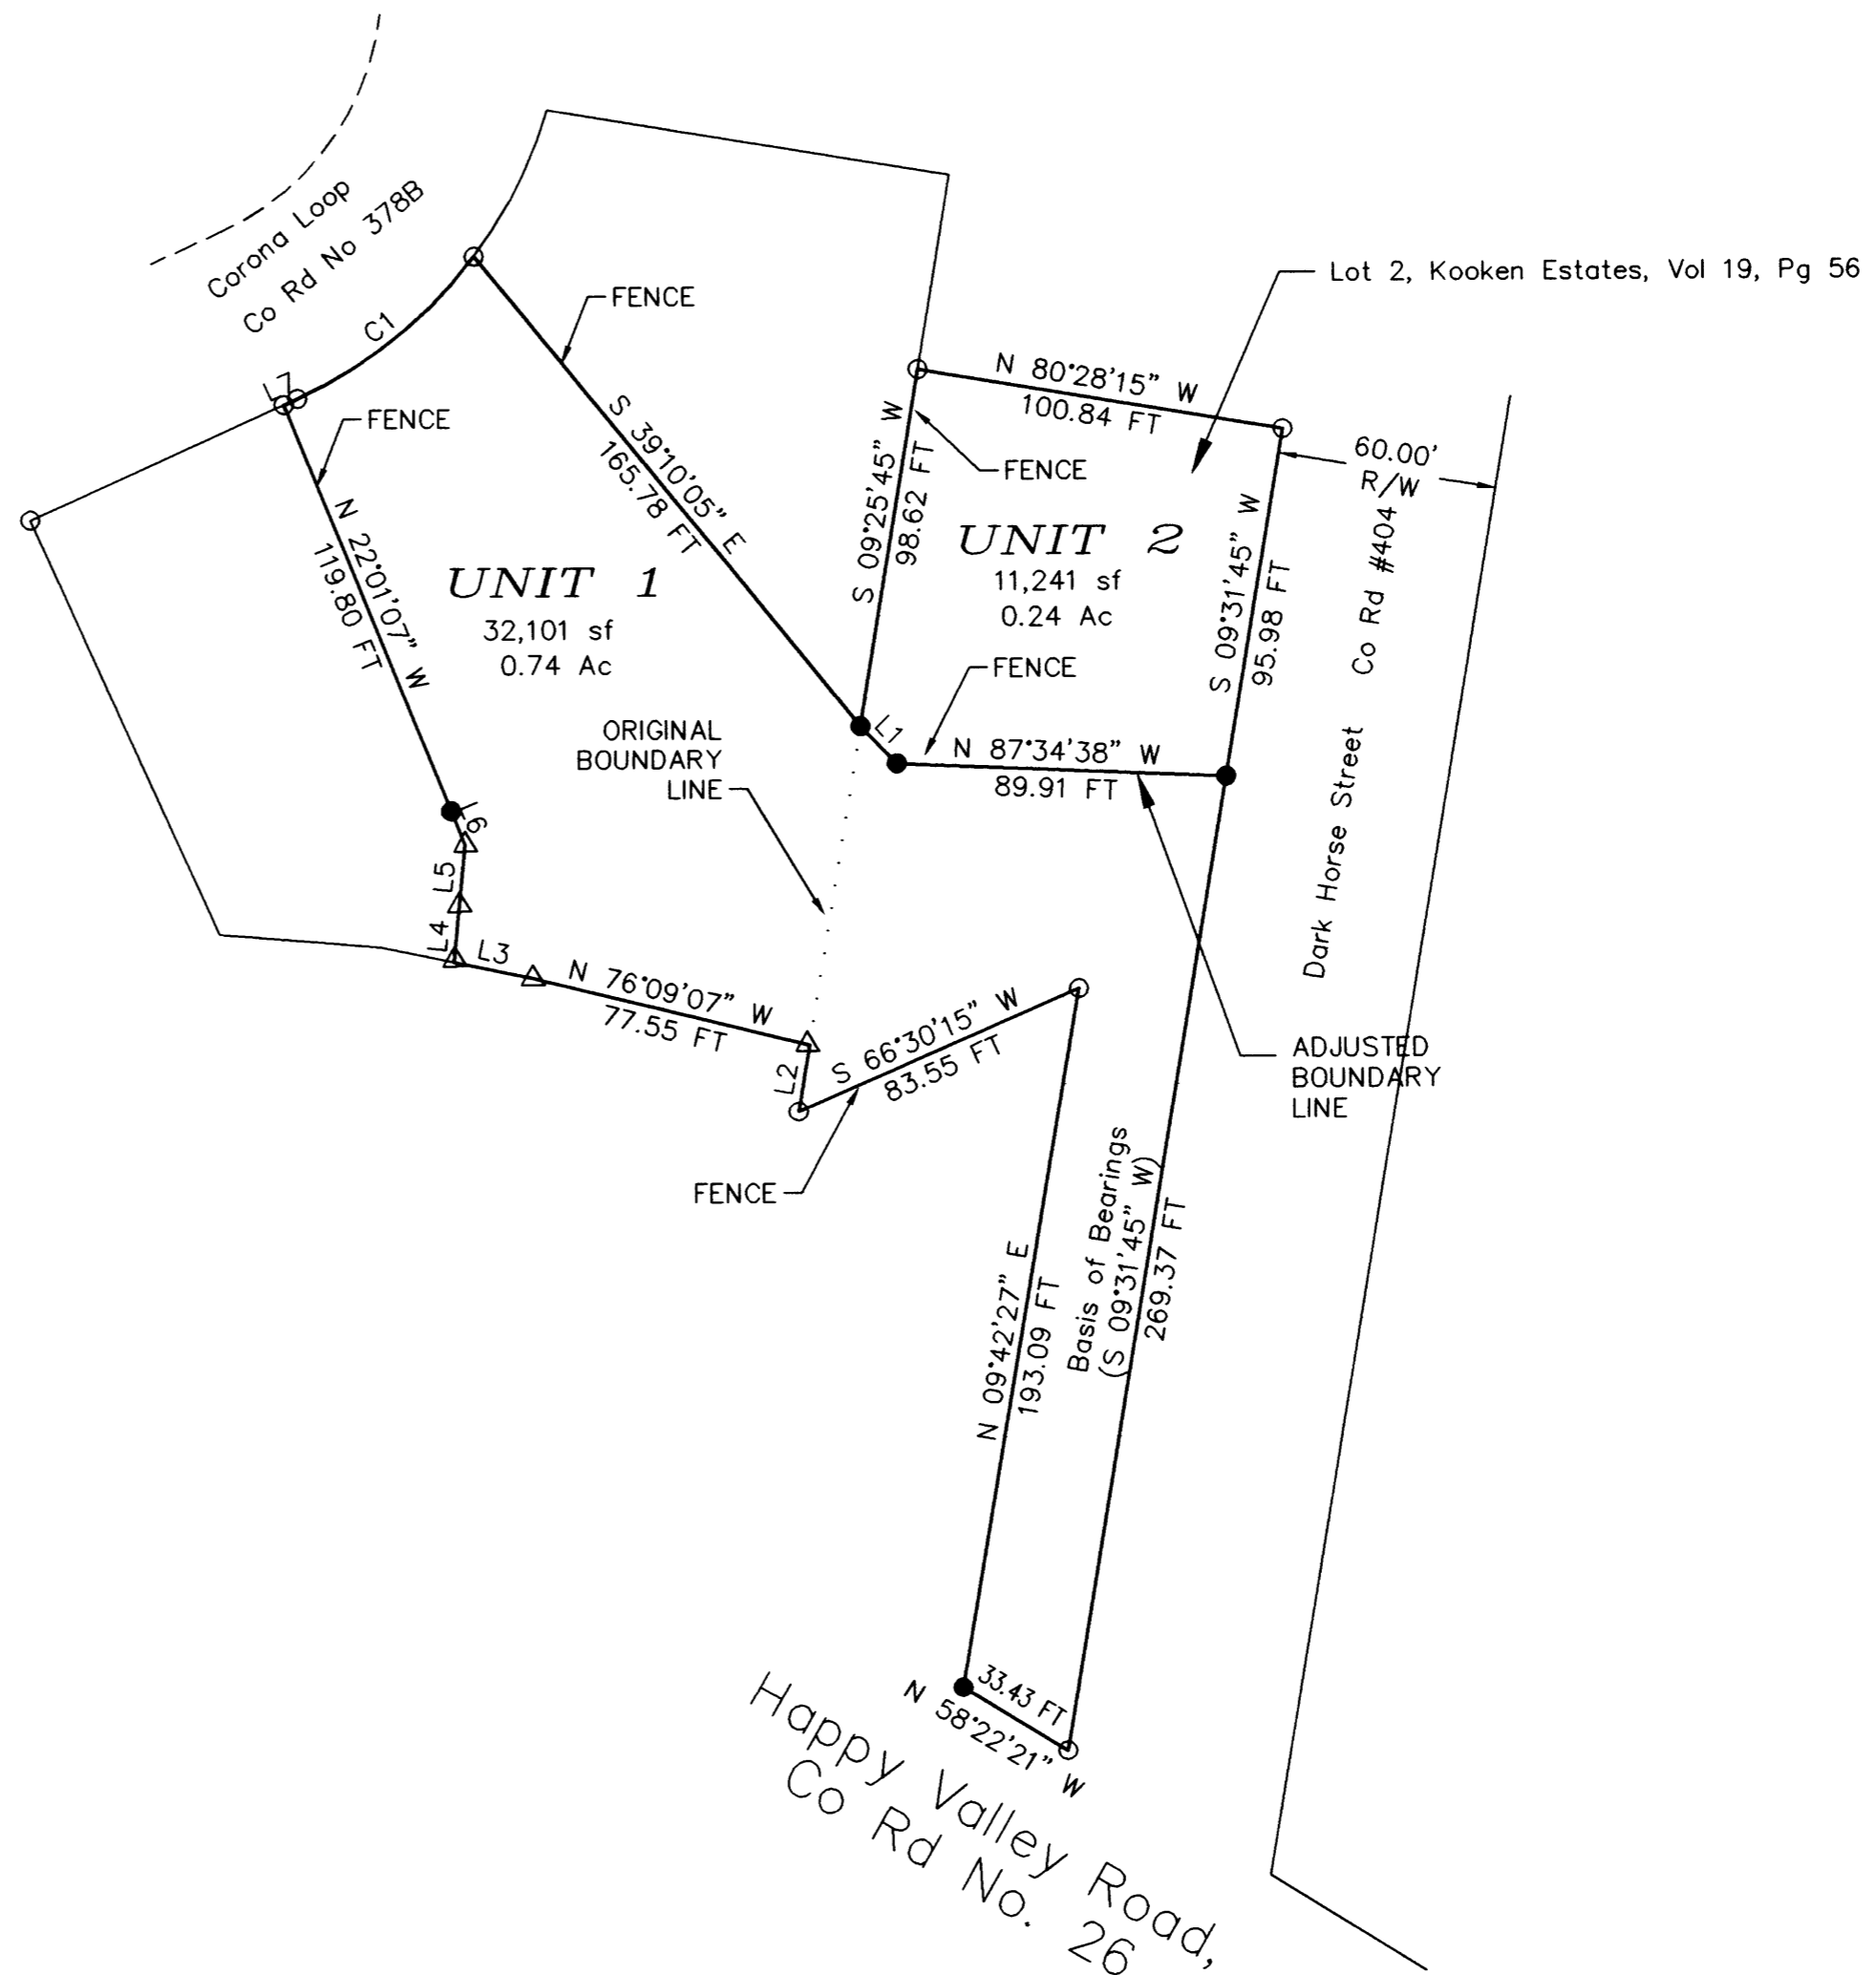 Corona Loop
Co Rd No 378B
C1
L7
FENCE
FENCE
Lot 2, Kooken Estates, Vol 19, Pg 56
N 80°28'15" W
100.84 FT
60.00'
R/W
FENCE
S 39°10'05" E
165.78 FT
S 09°25'45" W
98.62 FT
N 22°01'07" W
119.80 FT
UNIT 1
32,101 sf
0.74 Ac
UNIT 2
11,241 sf
0.24 Ac
S 09°31'45" W
95.98 FT
Dark Horse Street Co Rd #404
FENCE
L1
N 87°34'38" W
89.91 FT
ORIGINAL
BOUNDARY
LINE
L6
L5
L4
L3
N 76°09'07" W
77.55 FT
L2
S 66°30'15" W
83.55 FT
FENCE
ADJUSTED
BOUNDARY
LINE
Basis of Bearings
(S 09°31'45" W)
269.37 FT
N 09°42'27" E
193.09 FT
33.43 FT
N 58°22'21" W
Happy Valley Road,
Co Rd No. 26